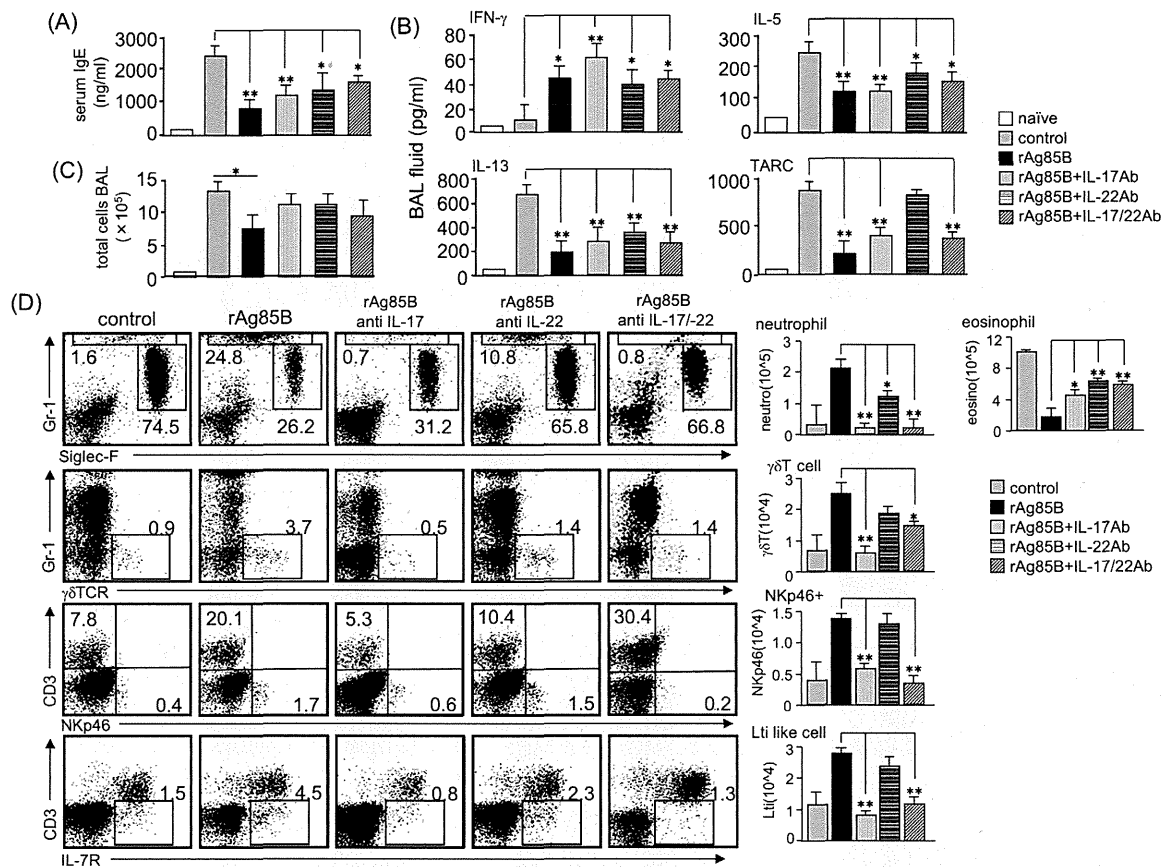 (A)
serum IgE
(ng/ml)
3000
2000
1000
0
**
**
*
*
(B)
BAL fluid (pg/ml)
IFN-γ
80
60
40
20
0
*
**
*
*
IL-5
300
200
100
0
**
**
*
*
(C)
total cells BAL
(×10⁵)
15
10
5
0
*
IL-13
800
600
400
200
0
**
**
**
**
TARC
1000
500
0
**
**
**
naïve
control
rAg85B
rAg85B+IL-17Ab
rAg85B+IL-22Ab
rAg85B+IL-17/22Ab
(D)
control
rAg85B
rAg85B
anti IL-17
rAg85B
anti IL-22
rAg85B
anti IL-17/-22
Gr-1
1.6
74.5
24.8
26.2
0.7
31.2
10.8
65.8
0.8
66.8
Siglec-F
Gr-1
0.9
3.7
0.5
1.4
1.4
γδTCR
CD3
7.8
0.4
20.1
1.7
5.3
0.6
10.4
1.5
30.4
0.2
NKp46
CD3
1.5
4.5
0.8
2.3
1.3
IL-7R
neutrophil
neutro(10^5)
3
2
1
0
**
*
**
eosinophil
eosino(10^5)
10
8
4
0
*
**
**
γδT cell
γδT(10^4)
3
2
1
0
**
*
NKp46+
NKp46(10^4)
1.5
1.0
0.5
0
**
**
Lti like cell
Lti(10^4)
3
2
1
0
**
**
control
rAg85B
rAg85B+IL-17Ab
rAg85B+IL-22Ab
rAg85B+IL-17/22Ab